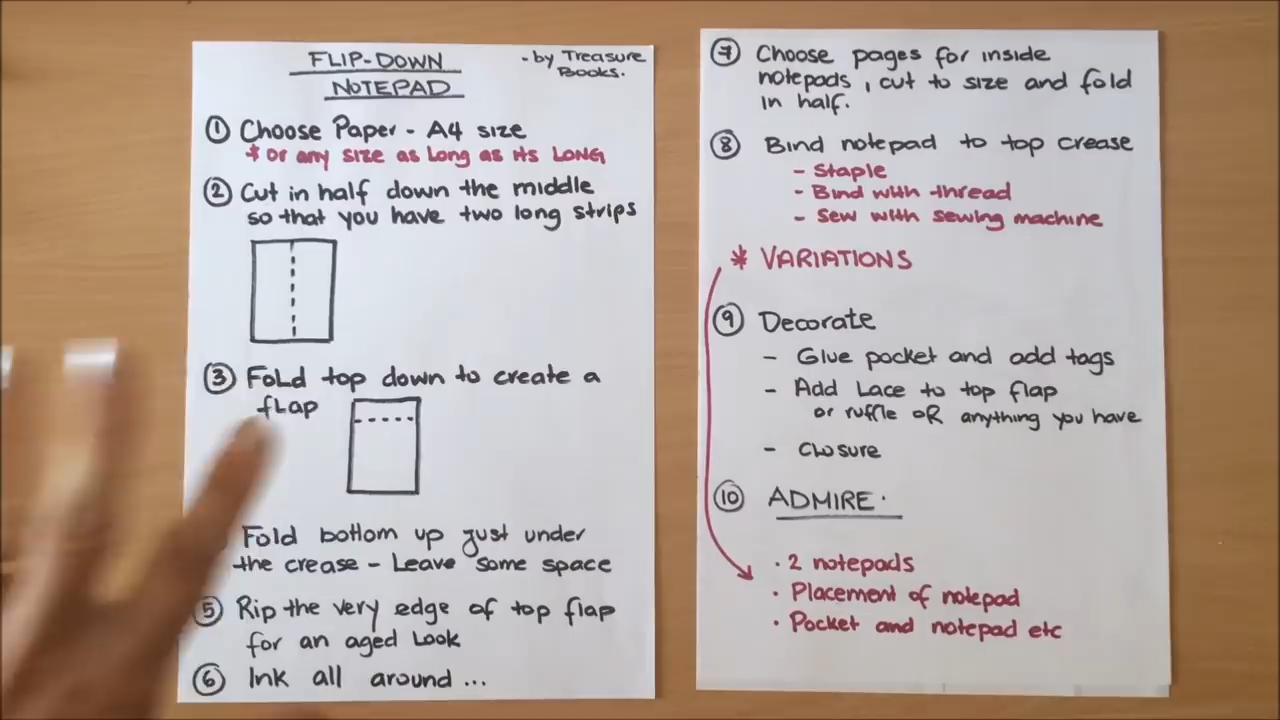 FLIP-DOWN
NOTEPAD
- by Treasure
Books.
① Choose Paper - A4 size
* or any size as long as its LONG
② Cut in half down the middle
so that you have two long strips
③ Fold top down to create a
flap
Fold bottom up just under
the crease - Leave some space
⑤ Rip the very edge of top flap
for an aged Look
⑥ Ink all around ...
⑦ Choose pages for inside
notepads, cut to size and fold
in half.
⑧ Bind notepad to top crease
- Staple
- Bind with thread
- Sew with sewing machine
* VARIATIONS
⑨ Decorate
- Glue pocket and add tags
- Add Lace to top flap
or ruffle OR anything you have
- Closure
⑩ ADMIRE.
· 2 notepads
· Placement of notepad
· Pocket and notepad etc